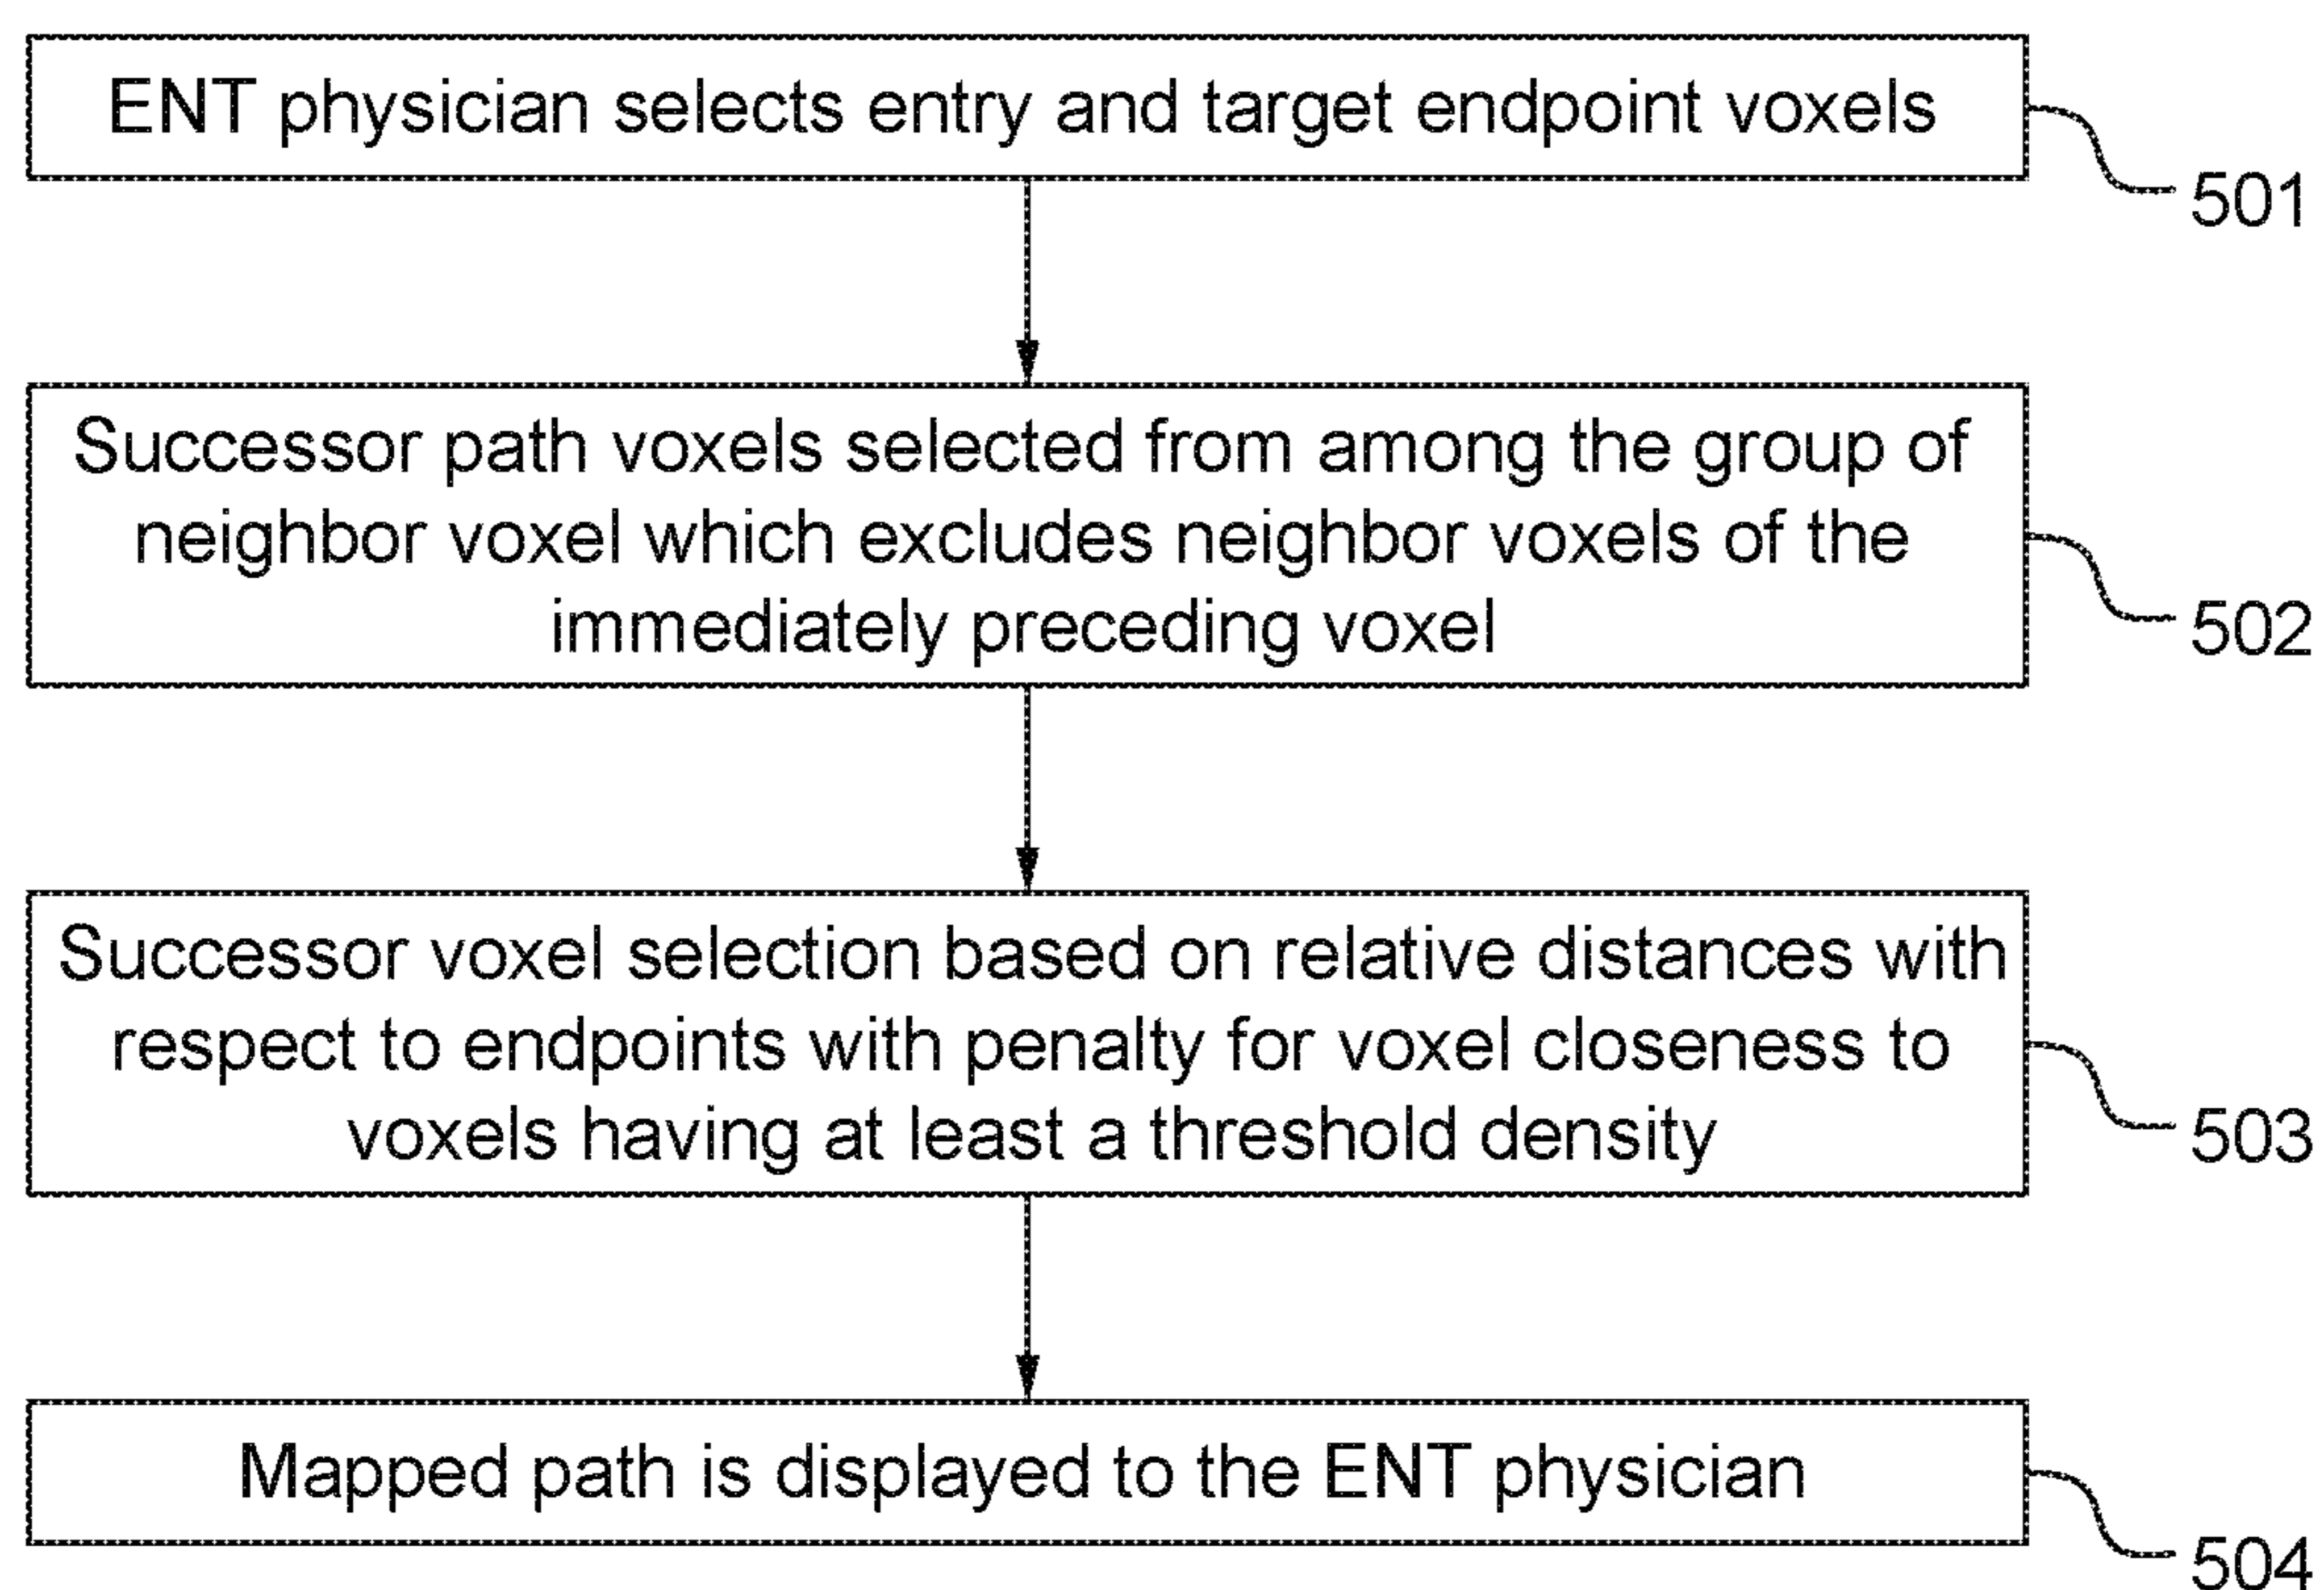 ENT physician selects entry and target endpoint voxels
501
Successor path voxels selected from among the group of
neighbor voxel which excludes neighbor voxels of the
immediately preceding voxel
502
Successor voxel selection based on relative distances with
respect to endpoints with penalty for voxel closeness to
voxels having at least a threshold density
503
Mapped path is displayed to the ENT physician
504